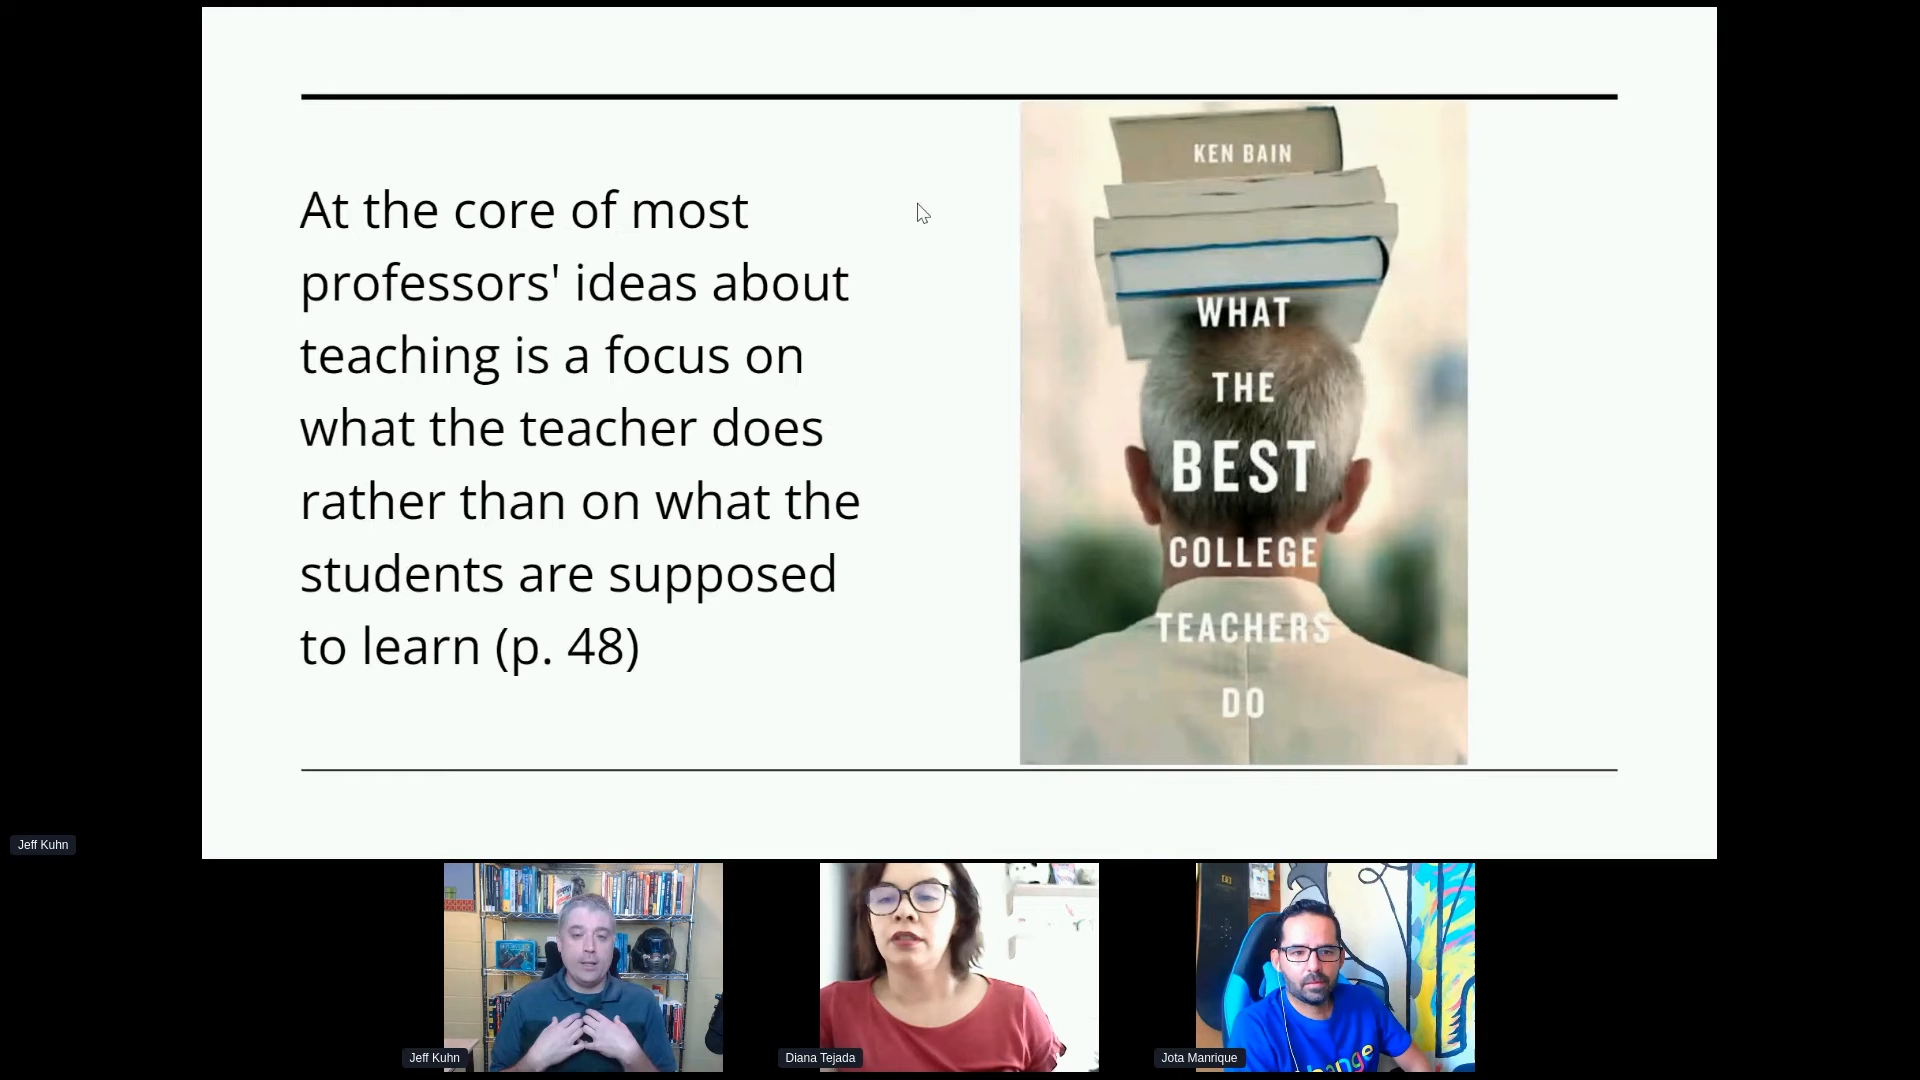 At the core of most
professors' ideas about
teaching is a focus on
what the teacher does
rather than on what the
students are supposed
to learn (p. 48)
KEN BAIN
WHAT
THE
BEST
COLLEGE
TEACHERS
DO
Jeff Kuhn
Jeff Kuhn
Diana Tejada
Jota Manrique